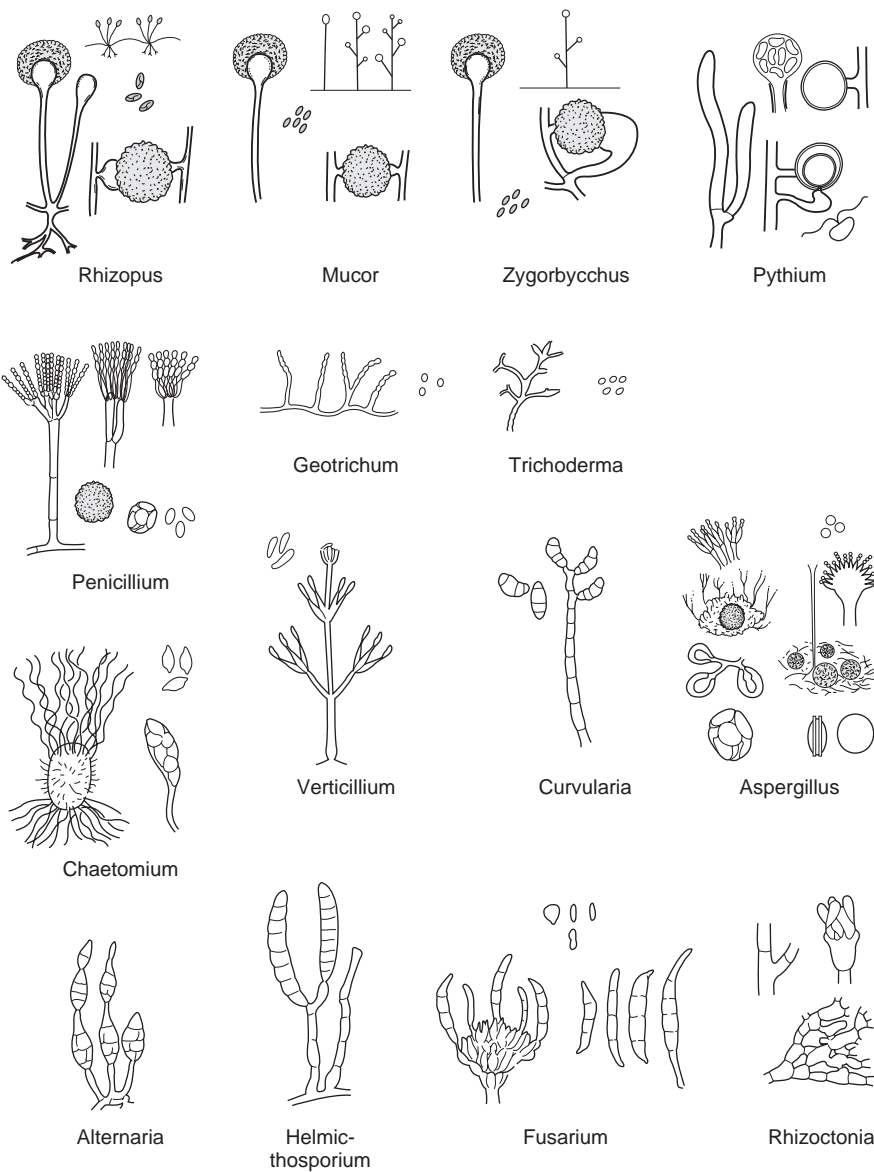 Rhizopus
Mucor
Zygorbycchus
Pythium
Geotrichum
Trichoderma
Penicillium
Verticillium
Curvularia
Aspergillus
Chaetomium
Alternaria
Helmic-
thosporium
Fusarium
Rhizoctonia